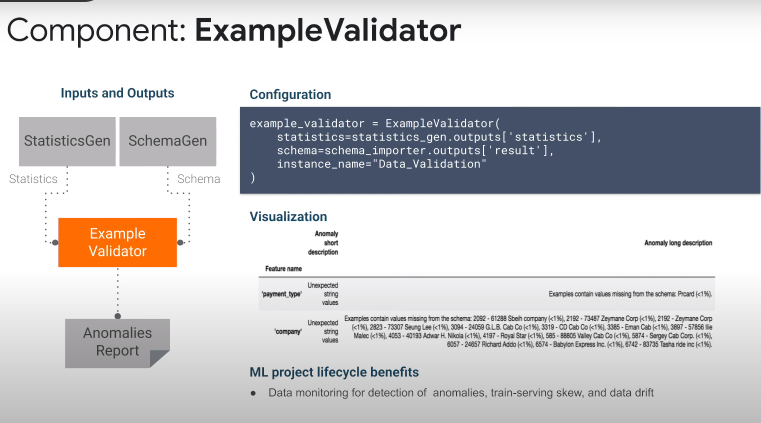 Component: ExampleValidator
Inputs and Outputs
StatisticsGen
SchemaGen
Statistics
Schema
Example
Validator
Anomalies
Report
Configuration
example_validator = ExampleValidator(
statistics=statistics_gen.outputs['statistics'],
schema=schema_importer.outputs['result'],
instance_name="Data_Validation"
)
Visualization
Anomaly
short
description
Anomaly long description
Feature name
'payment_type'
Unexpected
string
values
Examples contain values missing from the schema: Prcard (<1%).
'company'
Unexpected
string
values
Examples contain values missing from the schema: 2092 - 61288 Sbeih company (<1%), 2192 - 73487 Zeymane Corp (<1%), 2192 - Zeymane Corp
(<1%), 2823 - 73307 Seung Lee (<1%), 3094 - 24059 G.L.B. Cab Co (<1%), 3319 - CD Cab Co (<1%), 3385 - Eman Cab (<1%), 3897 - 57856 Ilie
Malec (<1%), 4053 - 40193 Adwar H. Nikola (<1%), 4197 - Royal Star (<1%), 585 - 88805 Valley Cab Co (<1%), 5874 - Sergey Cab Corp. (<1%),
6057 - 24657 Richard Addo (<1%), 6574 - Babylon Express Inc. (<1%), 6742 - 83735 Tasha ride inc (<1%).
ML project lifecycle benefits
● Data monitoring for detection of anomalies, train-serving skew, and data drift